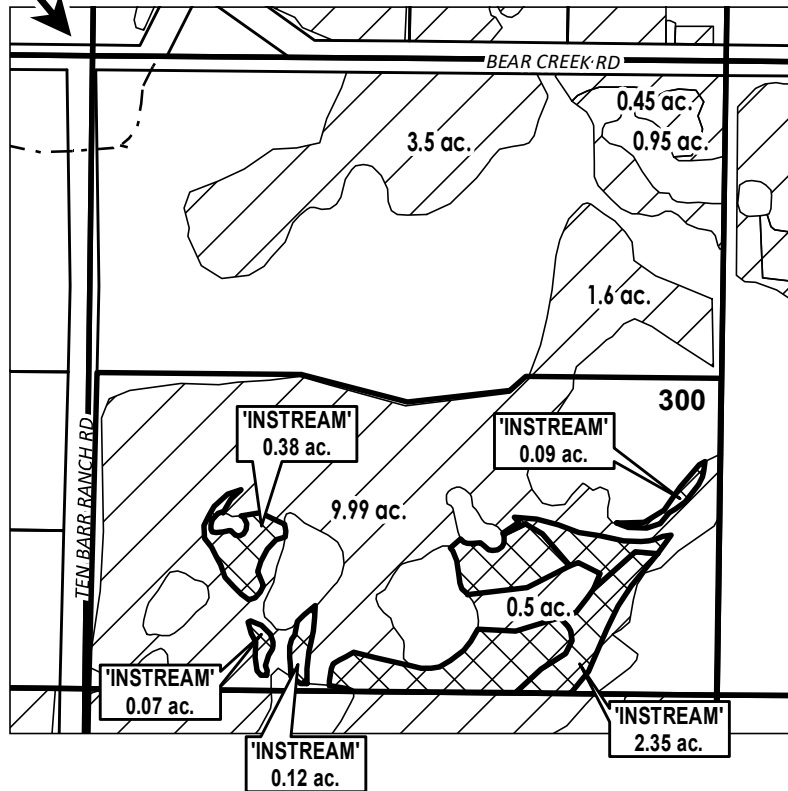 BEAR CREEK RD
0.45 ac.
3.5 ac.
0.95 ac.
1.6 ac.
300
'INSTREAM'
0.38 ac.
'INSTREAM'
0.09 ac.
TEN BARR RANCH RD
9.99 ac.
0.5 ac.
'INSTREAM'
0.07 ac.
'INSTREAM'
2.35 ac.
'INSTREAM'
0.12 ac.